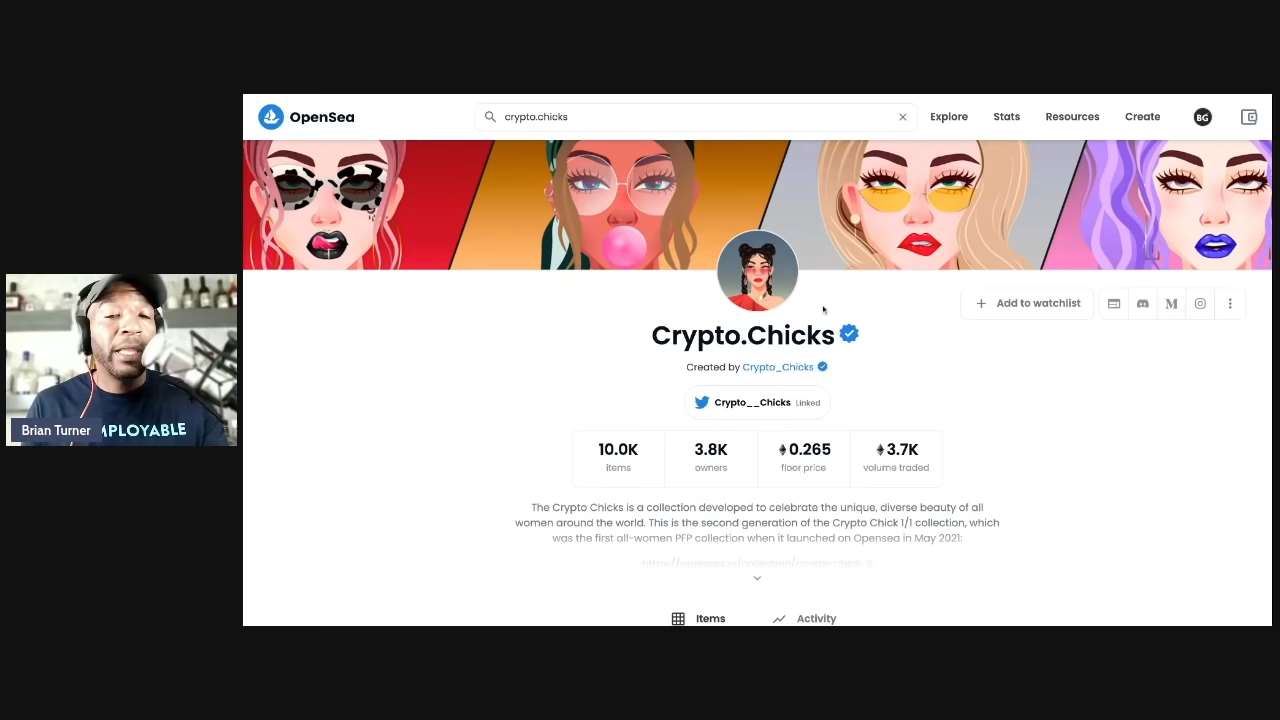 OpenSea
crypto.chicks
Explore
Stats
Resources
Create
BG
Add to watchlist
Crypto.Chicks
Created by Crypto_Chicks
Crypto__Chicks Linked
10.0K
items
3.8K
owners
0.265
floor price
3.7K
volume traded
The Crypto Chicks is a collection developed to celebrate the unique, diverse beauty of all
women around the world. This is the second generation of the Crypto Chick 1/1 collection, which
was the first all-women PFP collection when it launched on Opensea in May 2021:
Items
Activity
MPLOYABLE
Brian Turner